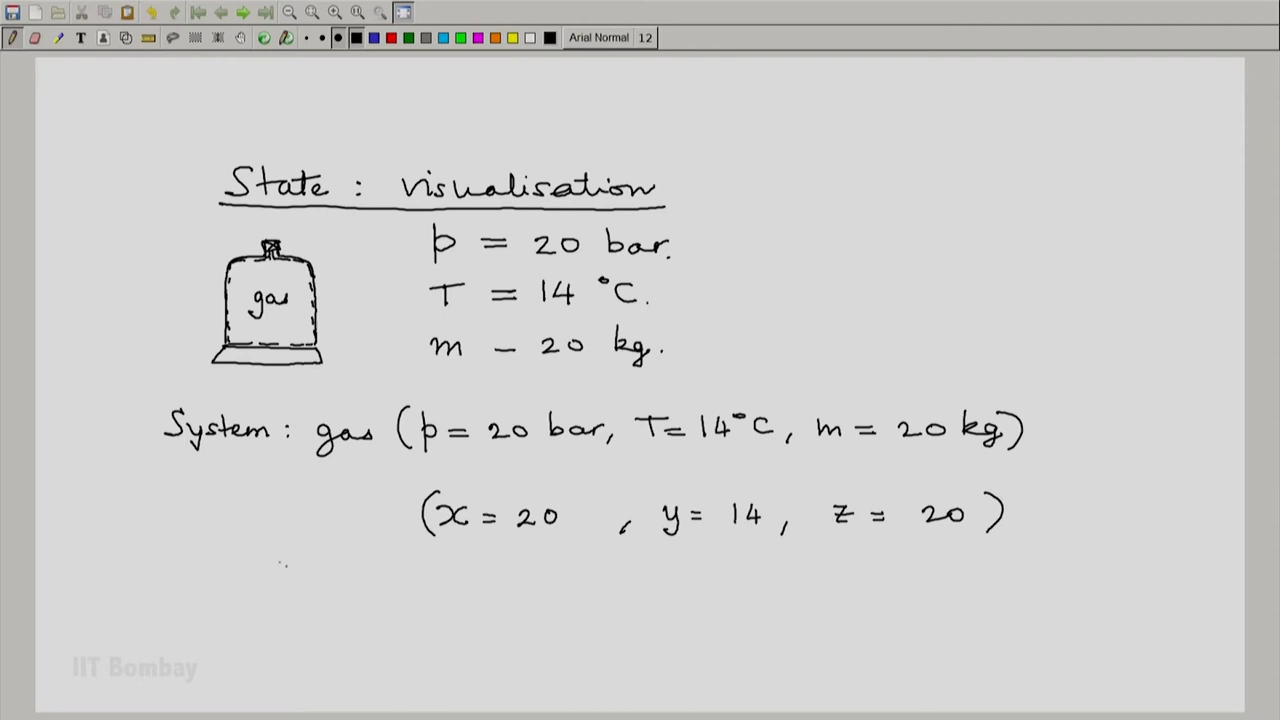 Arial Normal 12
State : visualisation
gas
p = 20 bar.
T = 14 °C.
m – 20 kg.
System : gas (p = 20 bar, T = 14°C, m = 20 kg)
(x = 20 , y = 14 , z = 20 )
IIT Bombay